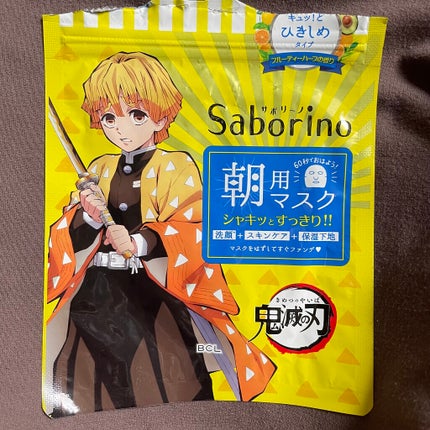 キュッ!と
ひきしめ
タイプ
フルーティーハーブの香り
サボリーノ
Saborino
60秒でおはよう!
朝用
マスク
シャキッとすっきり!!
洗顔+スキンケア+保湿下地
マスクをはずしてすぐファンデ♥
きめつのやいば
鬼滅の刃
BCL